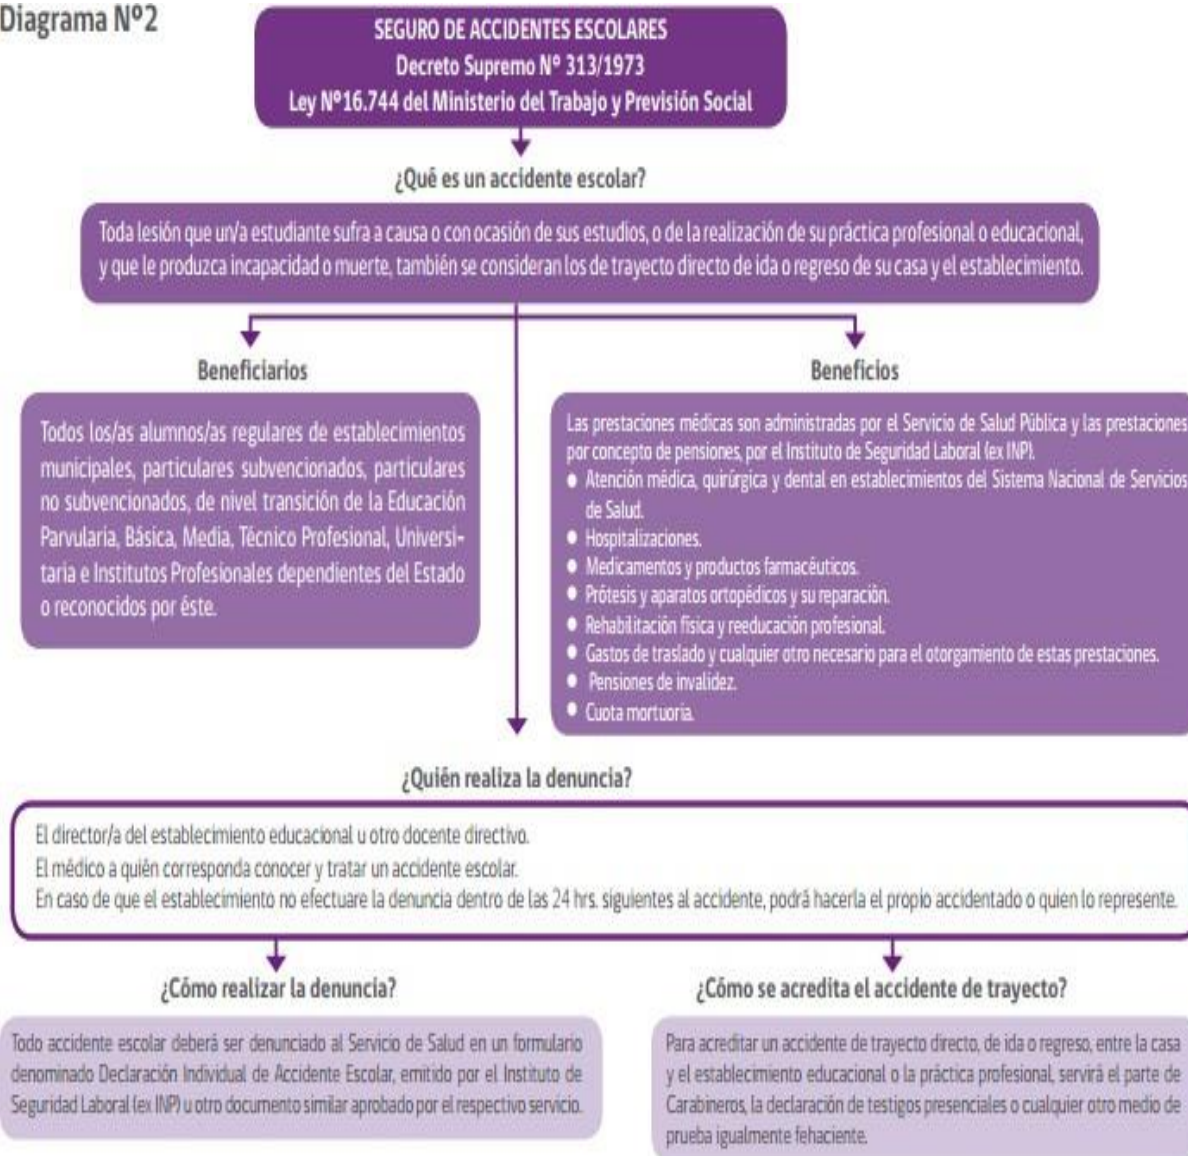 Diagrama Nº2
SEGURO DE ACCIDENTES ESCOLARES
Decreto Supremo Nº 313/1973
Ley Nº16.744 del Ministerio del Trabajo y Previsión Social
¿Qué es un accidente escolar?
Toda lesión que un/a estudiante sufra a causa o con ocasión de sus estudios, o de la realización de su práctica profesional o educacional,
y que le produzca incapacidad o muerte, también se consideran los de trayecto directo de ida o regreso de su casa y el establecimiento.
Beneficiarios
Todos los/as alumnos/as regulares de establecimientos
municipales, particulares subvencionados, particulares
no subvencionados, de nivel transición de la Educación
Parvularia, Básica, Media, Técnico Profesional, Universi-
taria e Institutos Profesionales dependientes del Estado
o reconocidos por éste.
Beneficios
Las prestaciones médicas son administradas por el Servicio de Salud Pública y las prestaciones
por concepto de pensiones, por el Instituto de Seguridad Laboral (ex INP).
● Atención médica, quirúrgica y dental en establecimientos del Sistema Nacional de Servicios
de Salud.
● Hospitalizaciones.
● Medicamentos y productos farmacéuticos.
● Prótesis y aparatos ortopédicos y su reparación.
● Rehabilitación física y reeducación profesional.
● Gastos de traslado y cualquier otro necesario para el otorgamiento de estas prestaciones.
● Pensiones de invalidez.
● Cuota mortuoria.
¿Quién realiza la denuncia?
El director/a del establecimiento educacional u otro docente directivo.
El médico a quién corresponda conocer y tratar un accidente escolar.
En caso de que el establecimiento no efectuare la denuncia dentro de las 24 hrs. siguientes al accidente, podrá hacerla el propio accidentado o quien lo represente.
¿Cómo realizar la denuncia?
Todo accidente escolar deberá ser denunciado al Servicio de Salud en un formulario
denominado Declaración Individual de Accidente Escolar, emitido por el Instituto de
Seguridad Laboral (ex INP) u otro documento similar aprobado por el respectivo servicio.
¿Cómo se acredita el accidente de trayecto?
Para acreditar un accidente de trayecto directo, de ida o regreso, entre la casa
y el establecimiento educacional o la práctica profesional, servirá el parte de
Carabineros, la declaración de testigos presenciales o cualquier otro medio de
prueba igualmente fehaciente.